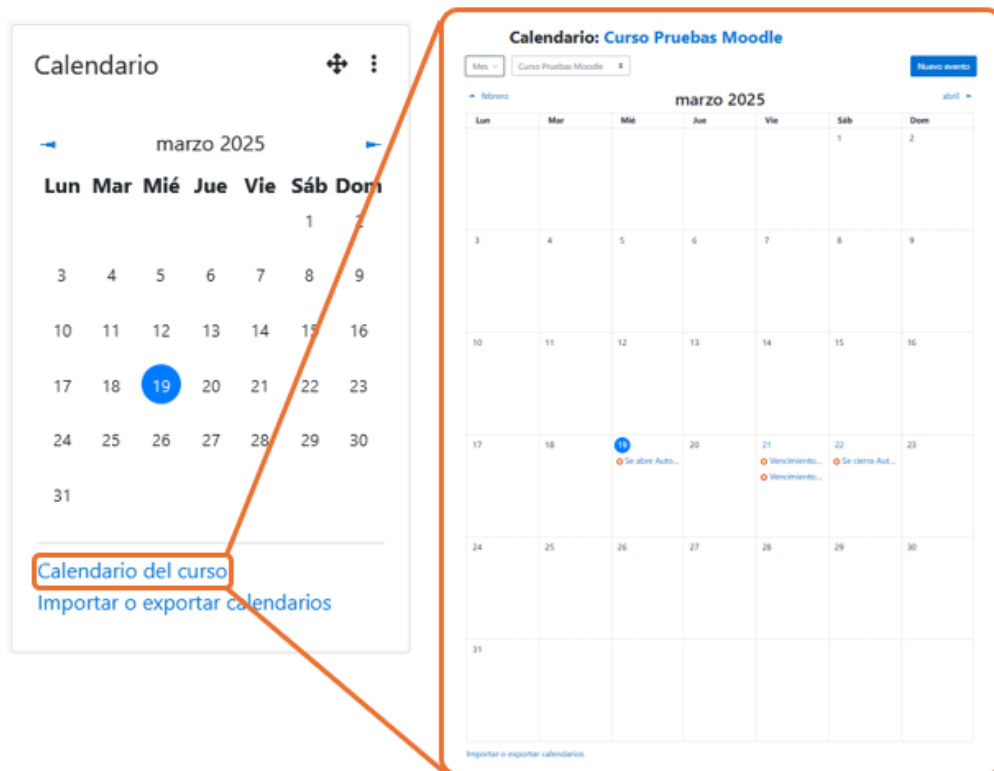 Calendario
marzo 2025
Lun Mar Mié Jue Vie Sáb Dom
1 2
3 4 5 6 7 8 9
10 11 12 13 14 15 16
17 18 19 20 21 22 23
24 25 26 27 28 29 30
31
Calendario del curso
Importar o exportar calendarios
Calendario: Curso Pruebas Moodle
Mes Curso Pruebas Moodle Nuevo evento
febrero marzo 2025 abril
Lun Mar Mié Jue Vie Sáb Dom
1 2
3 4 5 6 7 8 9
10 11 12 13 14 15 16
17 18 19 20 21 22 23
Se abre Auto... Vencimiento... Se cierra Aut...
Vencimiento...
24 25 26 27 28 29 30
31
Importar o exportar calendarios